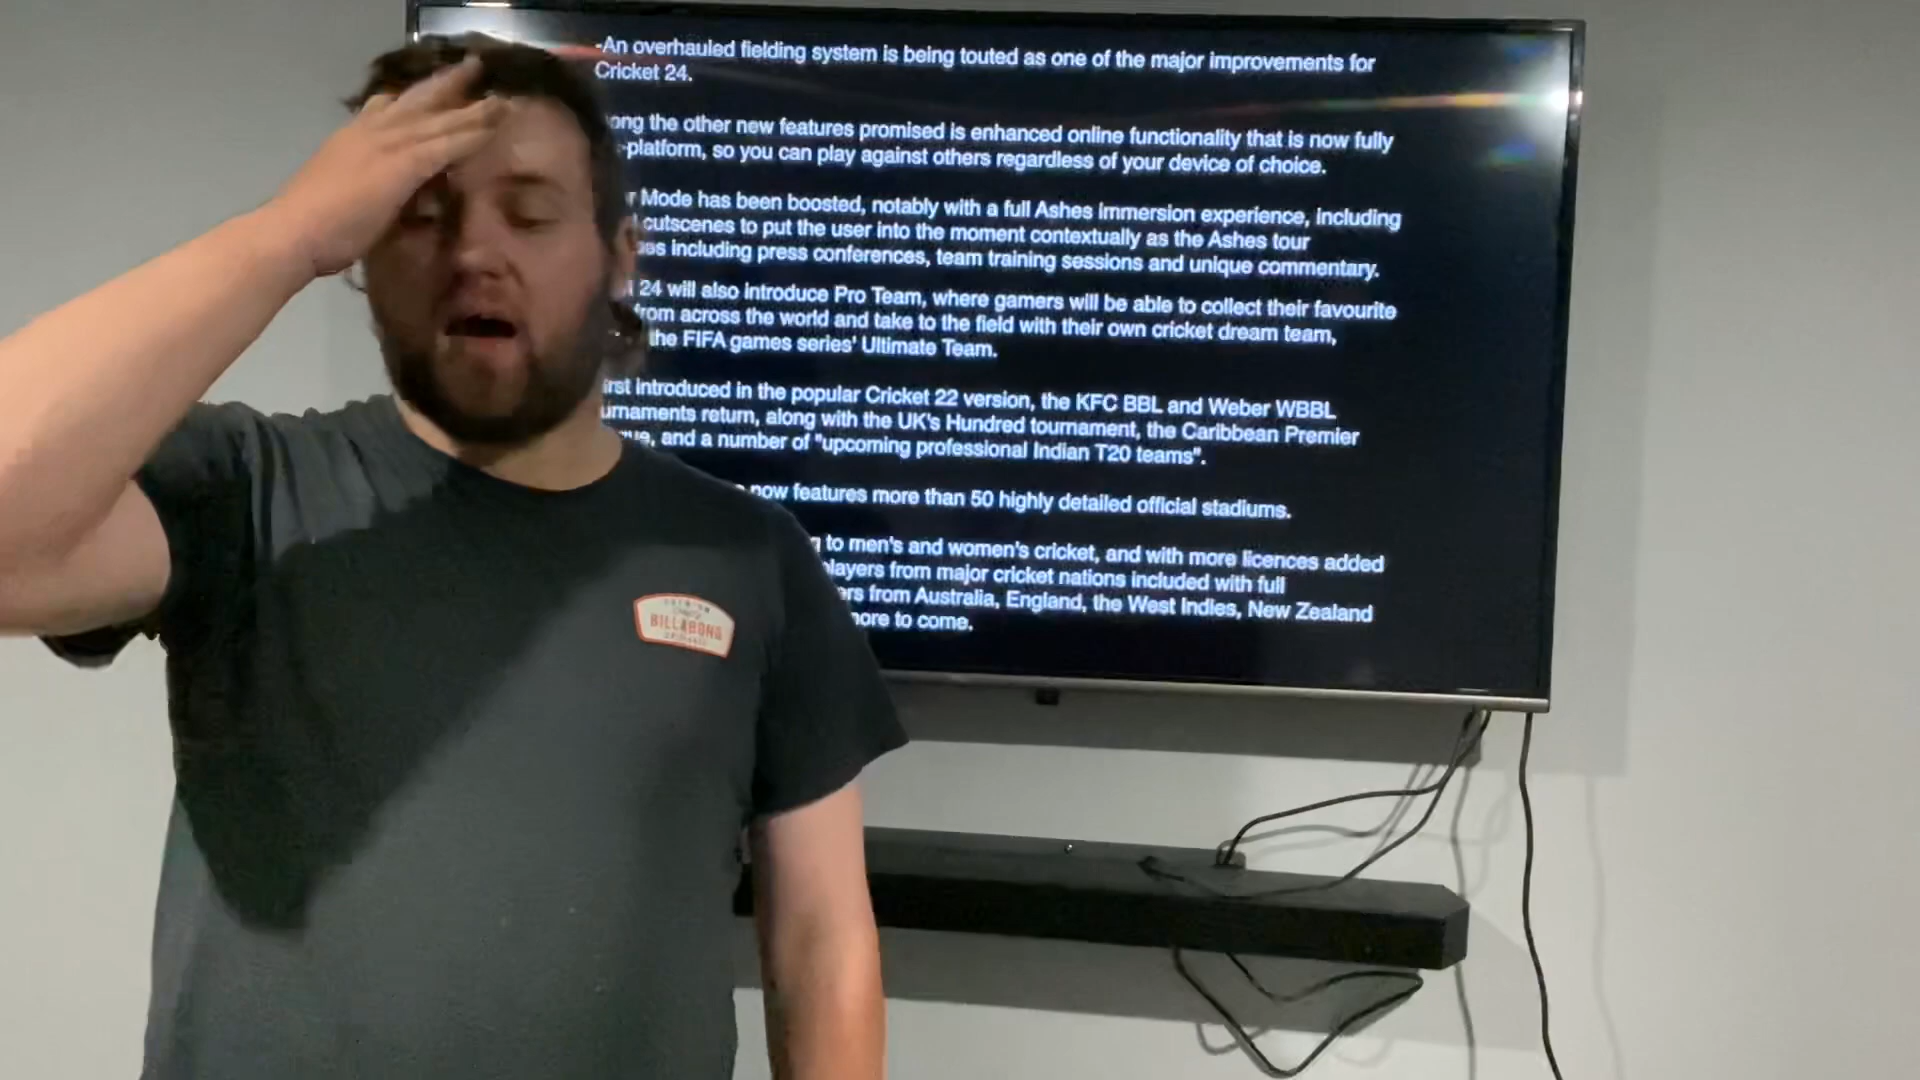 -An overhauled fielding system is being touted as one of the major improvements for
Cricket 24.
the other new features promised is enhanced online functionality that is now fully
-platform, so you can play against others regardless of your device of choice.
Mode has been boosted, notably with a full Ashes immersion experience, including
cutscenes to put the user into the moment contextually as the Ashes tour
including press conferences, team training sessions and unique commentary.
24 will also introduce Pro Team, where gamers will be able to collect their favourite
from across the world and take to the field with their own cricket dream team,
the FIFA games series' Ultimate Team.
introduced in the popular Cricket 22 version, the KFC BBL and Weber WBBL
return, along with the UK's Hundred tournament, the Caribbean Premier
and a number of "upcoming professional Indian T20 teams".
now features more than 50 highly detailed official stadiums.
to men's and women's cricket, and with more licences added
players from major cricket nations included with full
from Australia, England, the West Indies, New Zealand
more to come.
BILLABONG